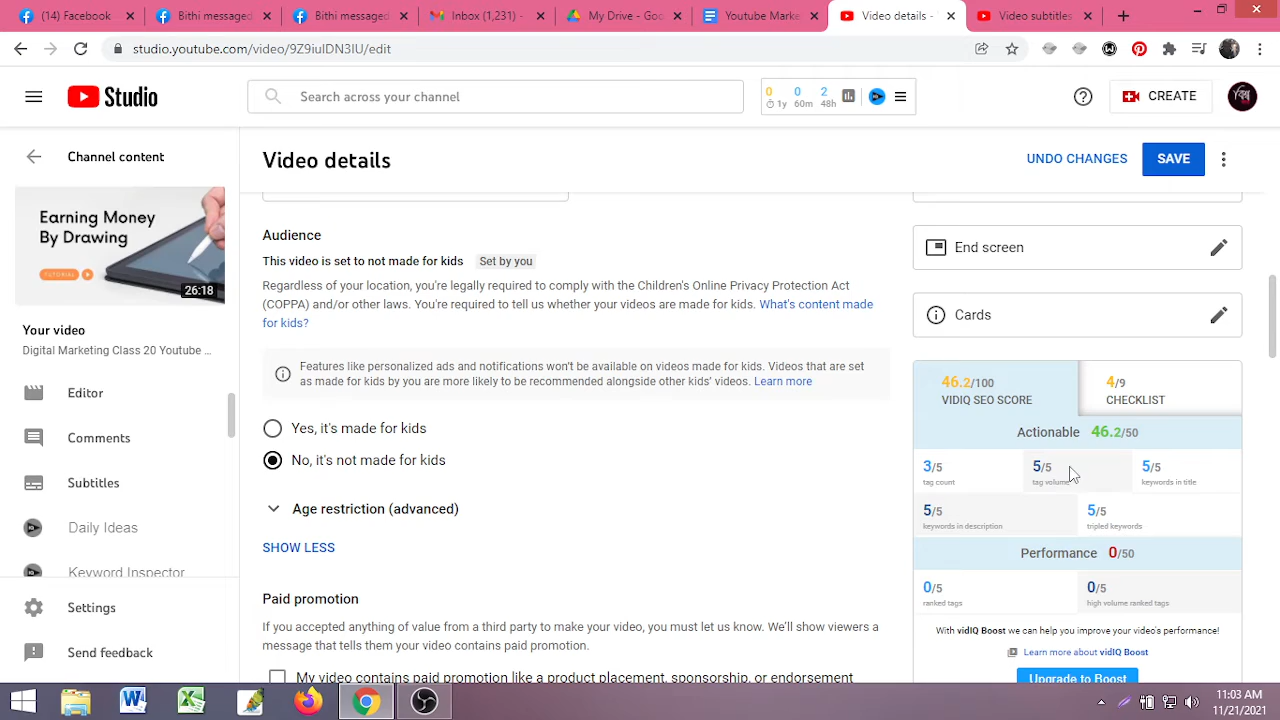 (14) Facebook
Bithi messaged
Bithi messaged
Inbox (1,231) -
My Drive - Goo
Youtube Marke
Video details -
Video subtitles
studio.youtube.com/video/9Z9iulDN3IU/edit
Studio
Search across your channel
0
1y
0
60m
2
48h
CREATE
Channel content
Video details
UNDO CHANGES
SAVE
Earning Money
By Drawing
TUTORIAL
26:18
Your video
Digital Marketing Class 20 Youtube ...
Editor
Comments
Subtitles
Daily Ideas
Keyword Inspector
Settings
Send feedback
Audience
This video is set to not made for kids
Set by you
Regardless of your location, you're legally required to comply with the Children's Online Privacy Protection Act
(COPPA) and/or other laws. You're required to tell us whether your videos are made for kids. What's content made
for kids?
Features like personalized ads and notifications won't be available on videos made for kids. Videos that are set
as made for kids by you are more likely to be recommended alongside other kids' videos. Learn more
Yes, it's made for kids
No, it's not made for kids
Age restriction (advanced)
SHOW LESS
Paid promotion
If you accepted anything of value from a third party to make your video, you must let us know. We'll show viewers a
message that tells them your video contains paid promotion.
My video contains paid promotion like a product placement, sponsorship, or endorsement
End screen
Cards
46.2/100
VIDIQ SEO SCORE
4/9
CHECKLIST
Actionable 46.2/50
3/5
tag count
5/5
tag volume
5/5
keywords in title
5/5
keywords in description
5/5
tripled keywords
Performance 0/50
0/5
ranked tags
0/5
high volume ranked tags
With vidIQ Boost we can help you improve your video's performance!
Learn more about vidIQ Boost
Upgrade to Boost
11:03 AM
11/21/2021